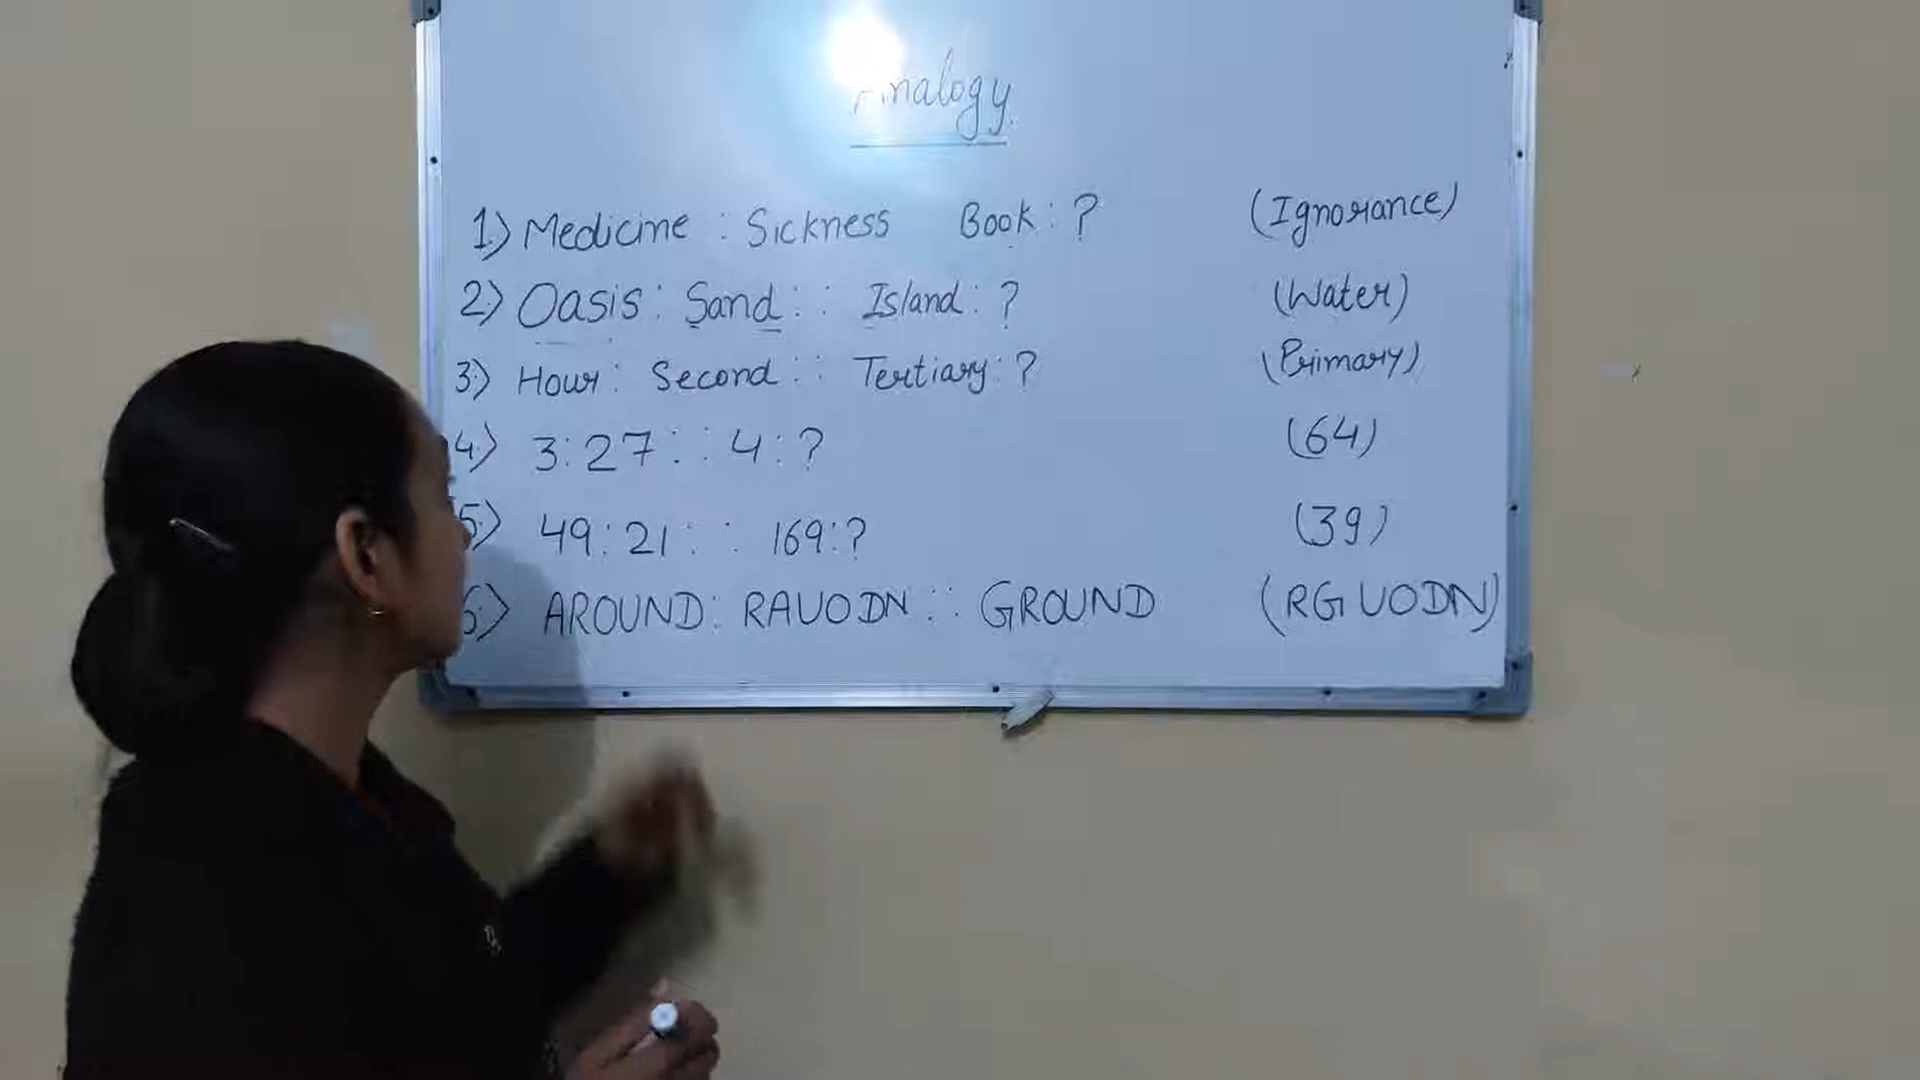 Analogy
1) Medicine : Sickness Book : ? (Ignorance)
2) Oasis : Sand : : Island : ? (Water)
3) Hour : Second : : Tertiary : ? (Primary)
4) 3 : 27 : : 4 : ? (64)
5) 49 : 21 : : 169 : ? (39)
6) AROUND : RAUODN : : GROUND (RGUODN)